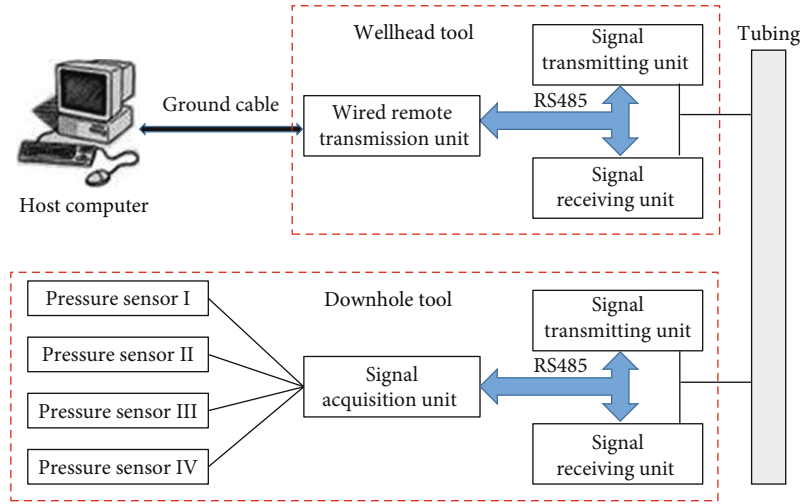 Wellhead tool
Signal
transmitting unit
Tubing
Ground cable
Wired remote
transmission unit
RS485
Signal
receiving unit
Host computer
Downhole tool
Pressure sensor I
Pressure sensor II
Pressure sensor III
Pressure sensor IV
Signal
acquisition unit
Signal
transmitting unit
RS485
Signal
receiving unit